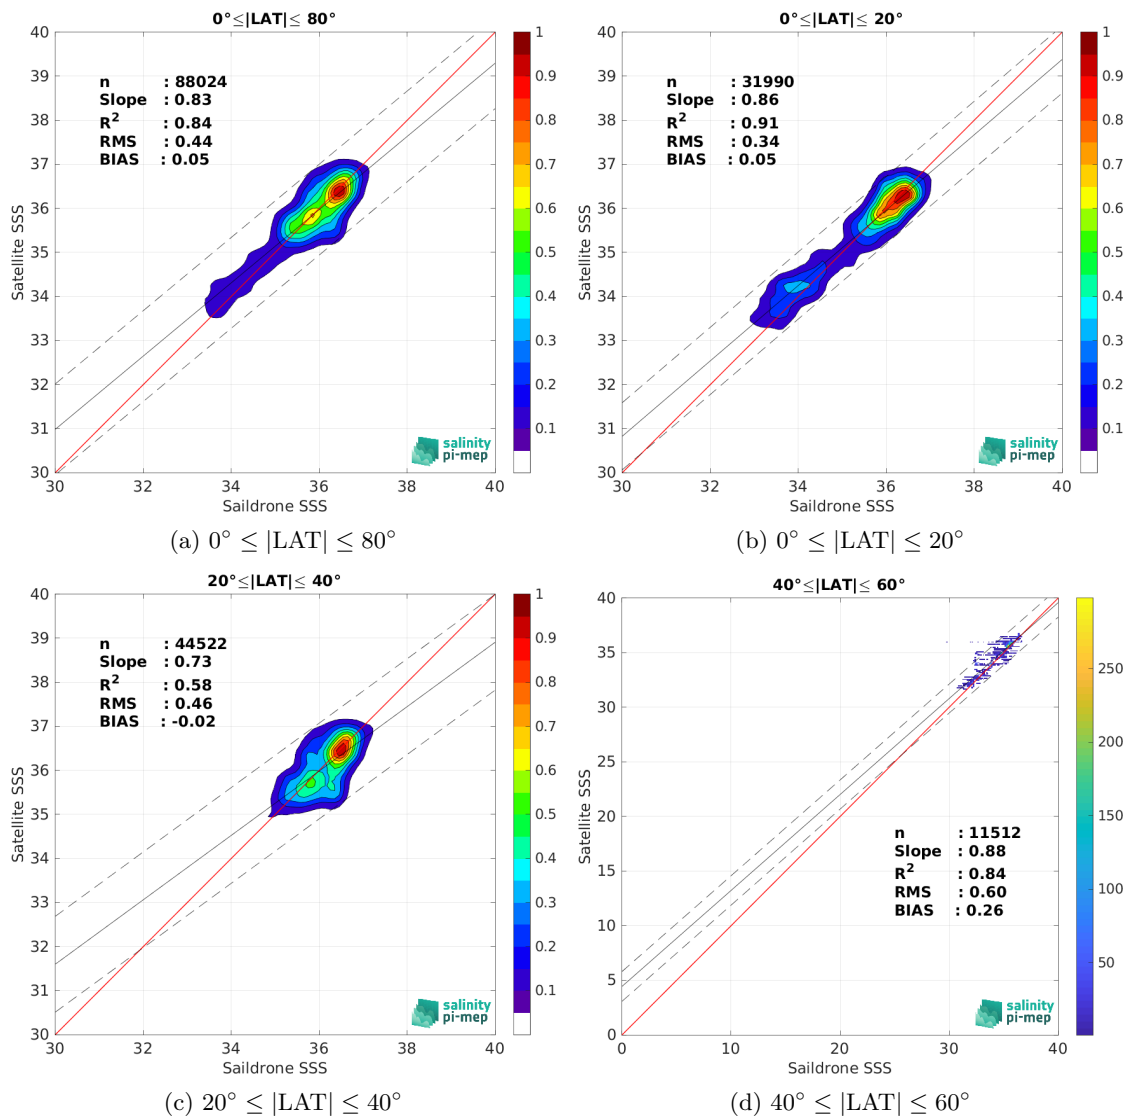 0°≤|LAT|≤ 80°
40
39
38
37
36
35
34
33
32
31
30
Satellite SSS
n : 88024
Slope : 0.83
R² : 0.84
RMS : 0.44
BIAS : 0.05
salinity
pi-mep
30 32 34 36 38 40
Saildrone SSS
1
0.9
0.8
0.7
0.6
0.5
0.4
0.3
0.2
0.1
(a) 0° ≤ |LAT| ≤ 80°
0°≤|LAT|≤ 20°
40
39
38
37
36
35
34
33
32
31
30
Satellite SSS
n : 31990
Slope : 0.86
R² : 0.91
RMS : 0.34
BIAS : 0.05
salinity
pi-mep
30 32 34 36 38 40
Saildrone SSS
1
0.9
0.8
0.7
0.6
0.5
0.4
0.3
0.2
0.1
(b) 0° ≤ |LAT| ≤ 20°
20°≤|LAT|≤ 40°
40
39
38
37
36
35
34
33
32
31
30
Satellite SSS
n : 44522
Slope : 0.73
R² : 0.58
RMS : 0.46
BIAS : -0.02
salinity
pi-mep
30 32 34 36 38 40
Saildrone SSS
1
0.9
0.8
0.7
0.6
0.5
0.4
0.3
0.2
0.1
(c) 20° ≤ |LAT| ≤ 40°
40°≤|LAT|≤ 60°
40
35
30
25
20
15
10
5
0
Satellite SSS
n : 11512
Slope : 0.88
R² : 0.84
RMS : 0.60
BIAS : 0.26
salinity
pi-mep
0 10 20 30 40
Saildrone SSS
250
200
150
100
50
(d) 40° ≤ |LAT| ≤ 60°